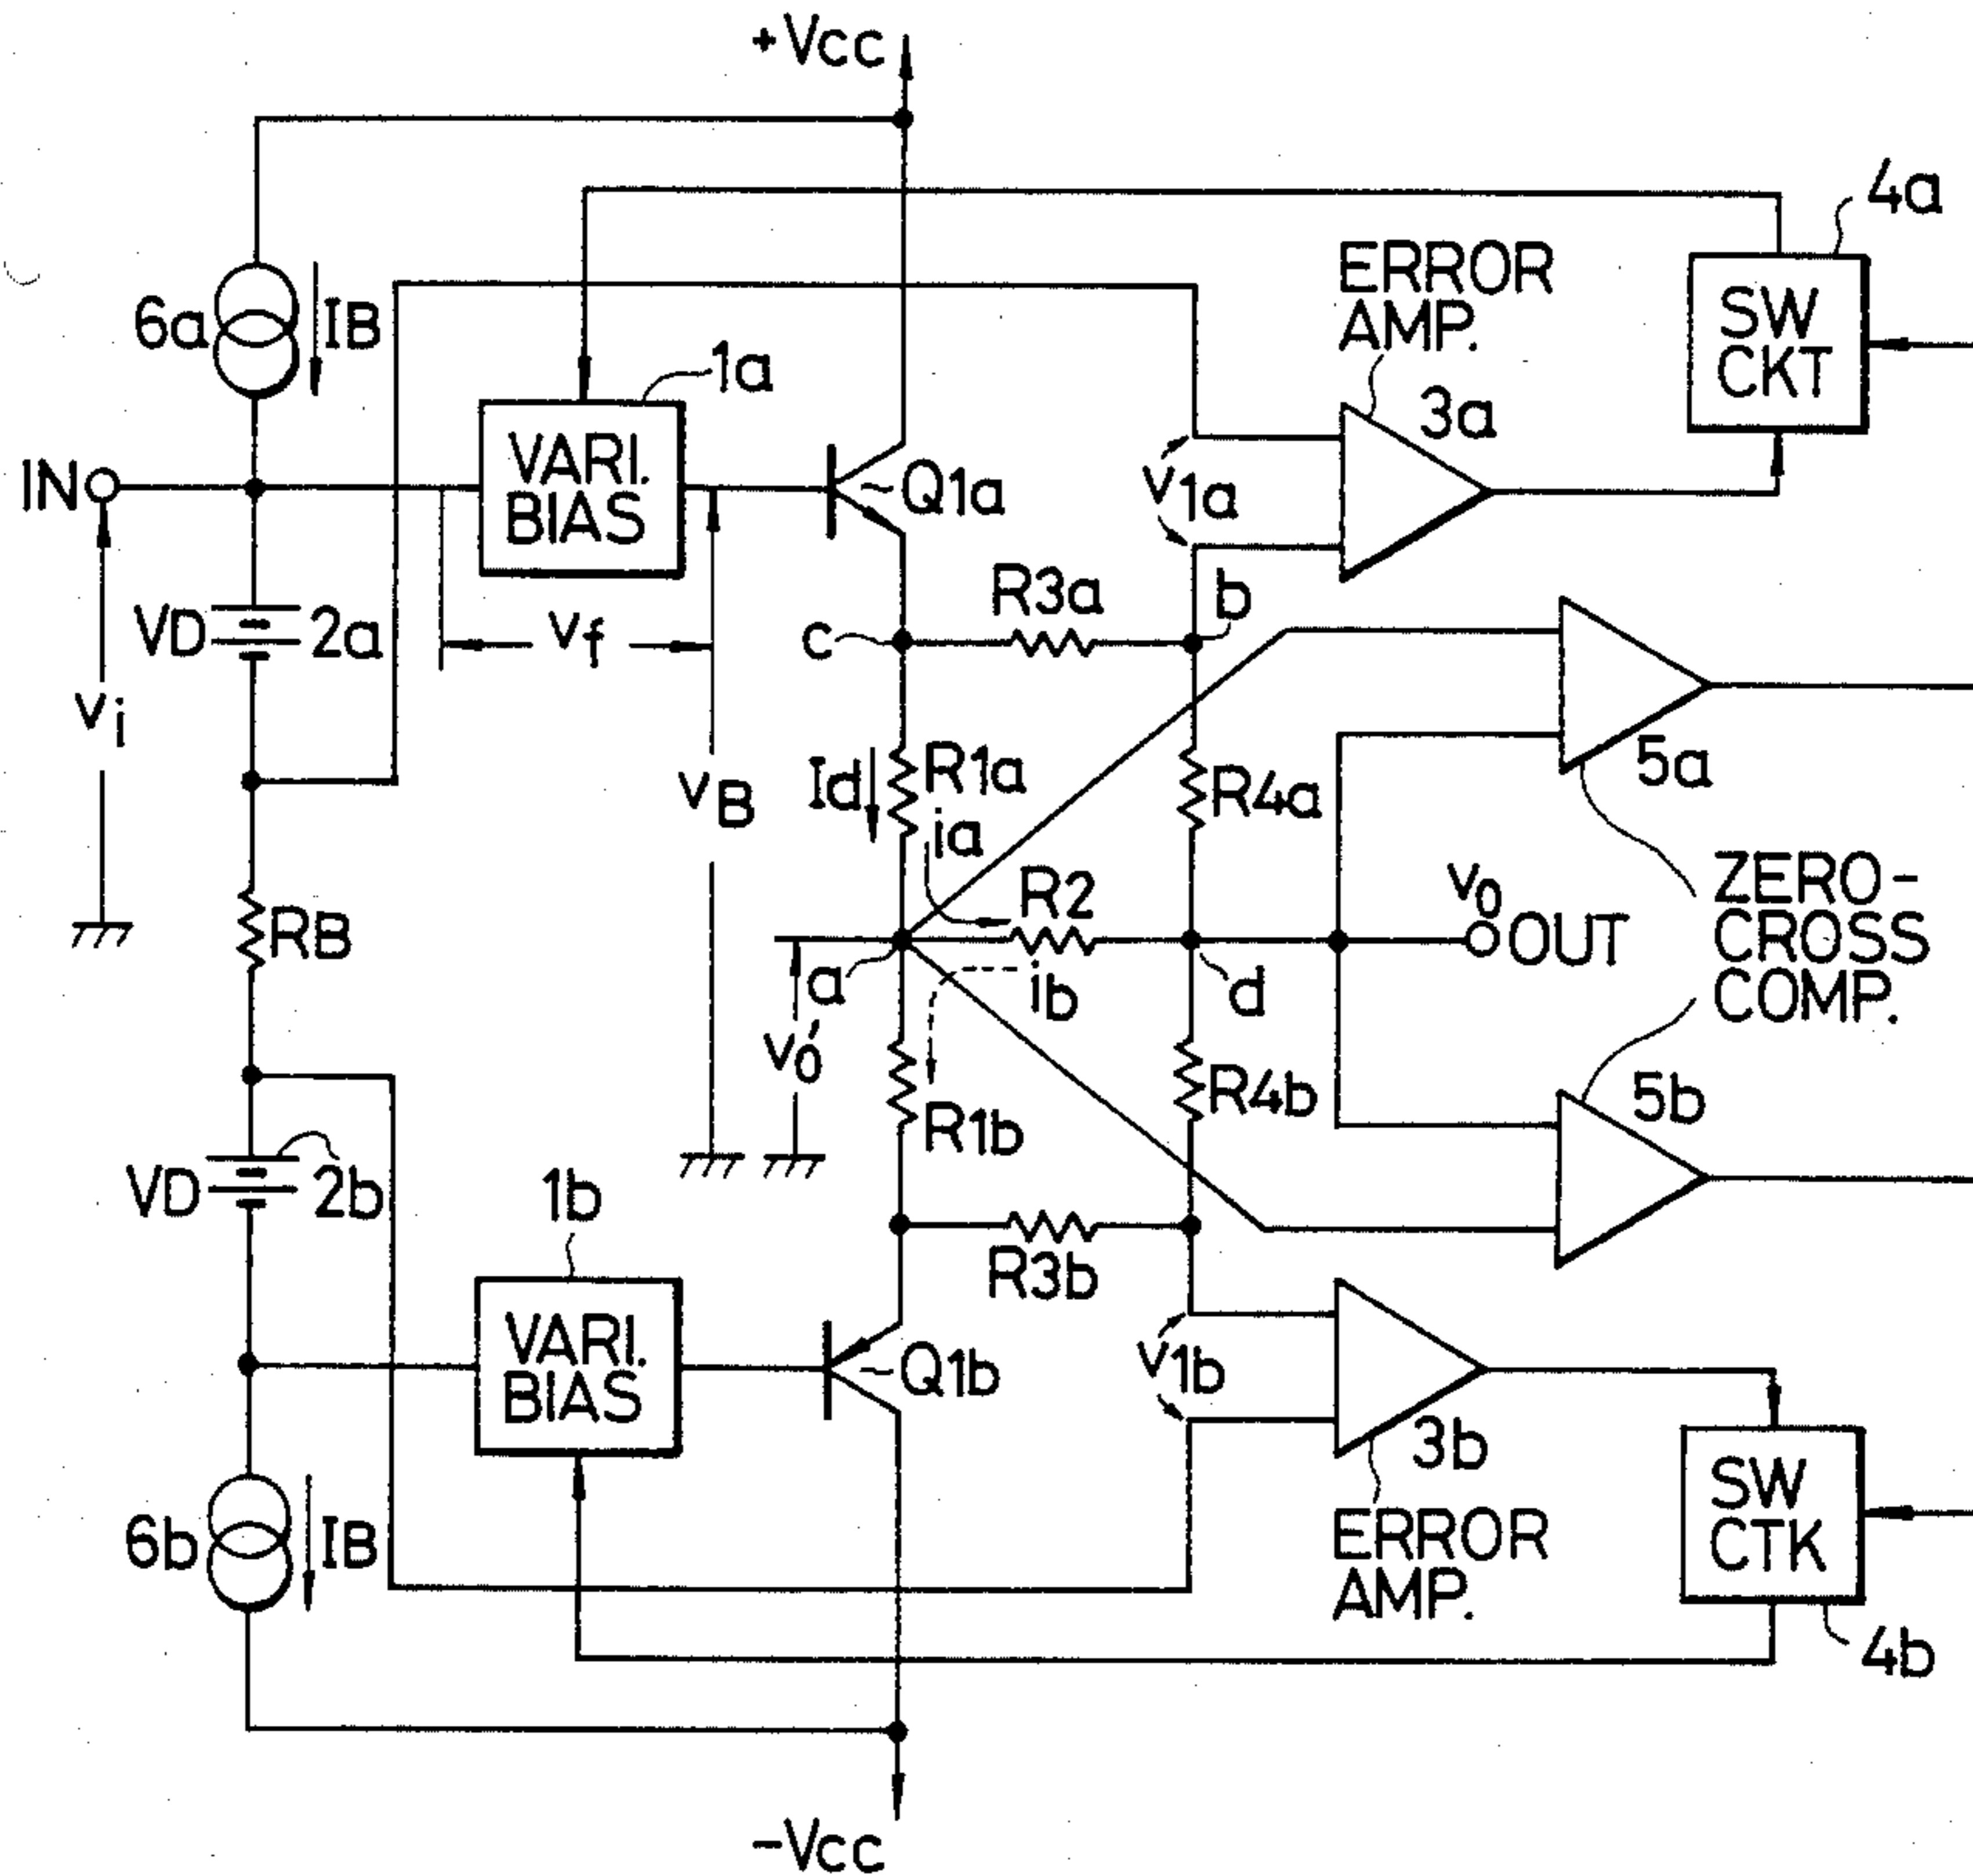 +Vcc
4a
ERROR
AMP.
SW
CKT
6a
IB
1a
3a
VARI.
BIAS
IN
Q1a
v1a
R3a
b
VD
2a
vf
c
vi
5a
Id
R1a
R4a
vB
ia
R2
vo
ZERO-
CROSS
COMP.
OUT
RB
a
ib
d
vo'
R4b
5b
R1b
VD
2b
1b
R3b
VARI.
BIAS
Q1b
v1b
3b
SW
CTK
6b
IB
ERROR
AMP.
4b
-Vcc